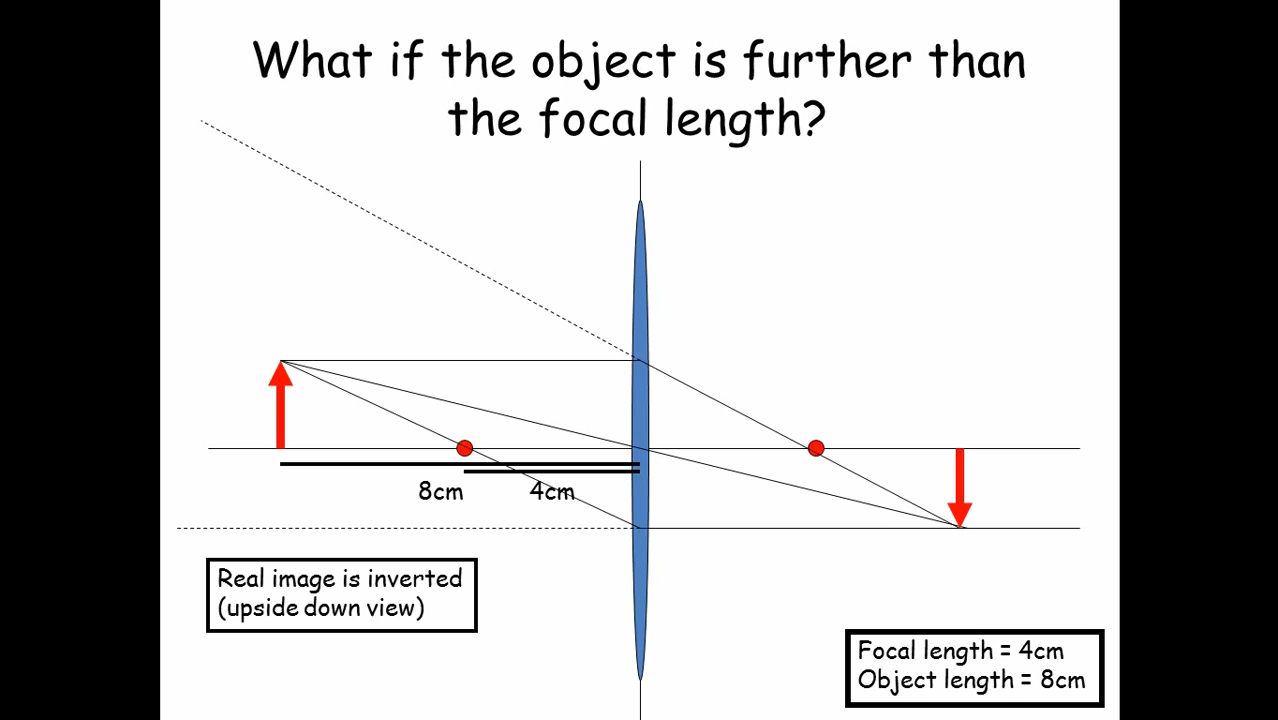 What if the object is further than
the focal length?
8cm
4cm
Real image is inverted
(upside down view)
Focal length = 4cm
Object length = 8cm